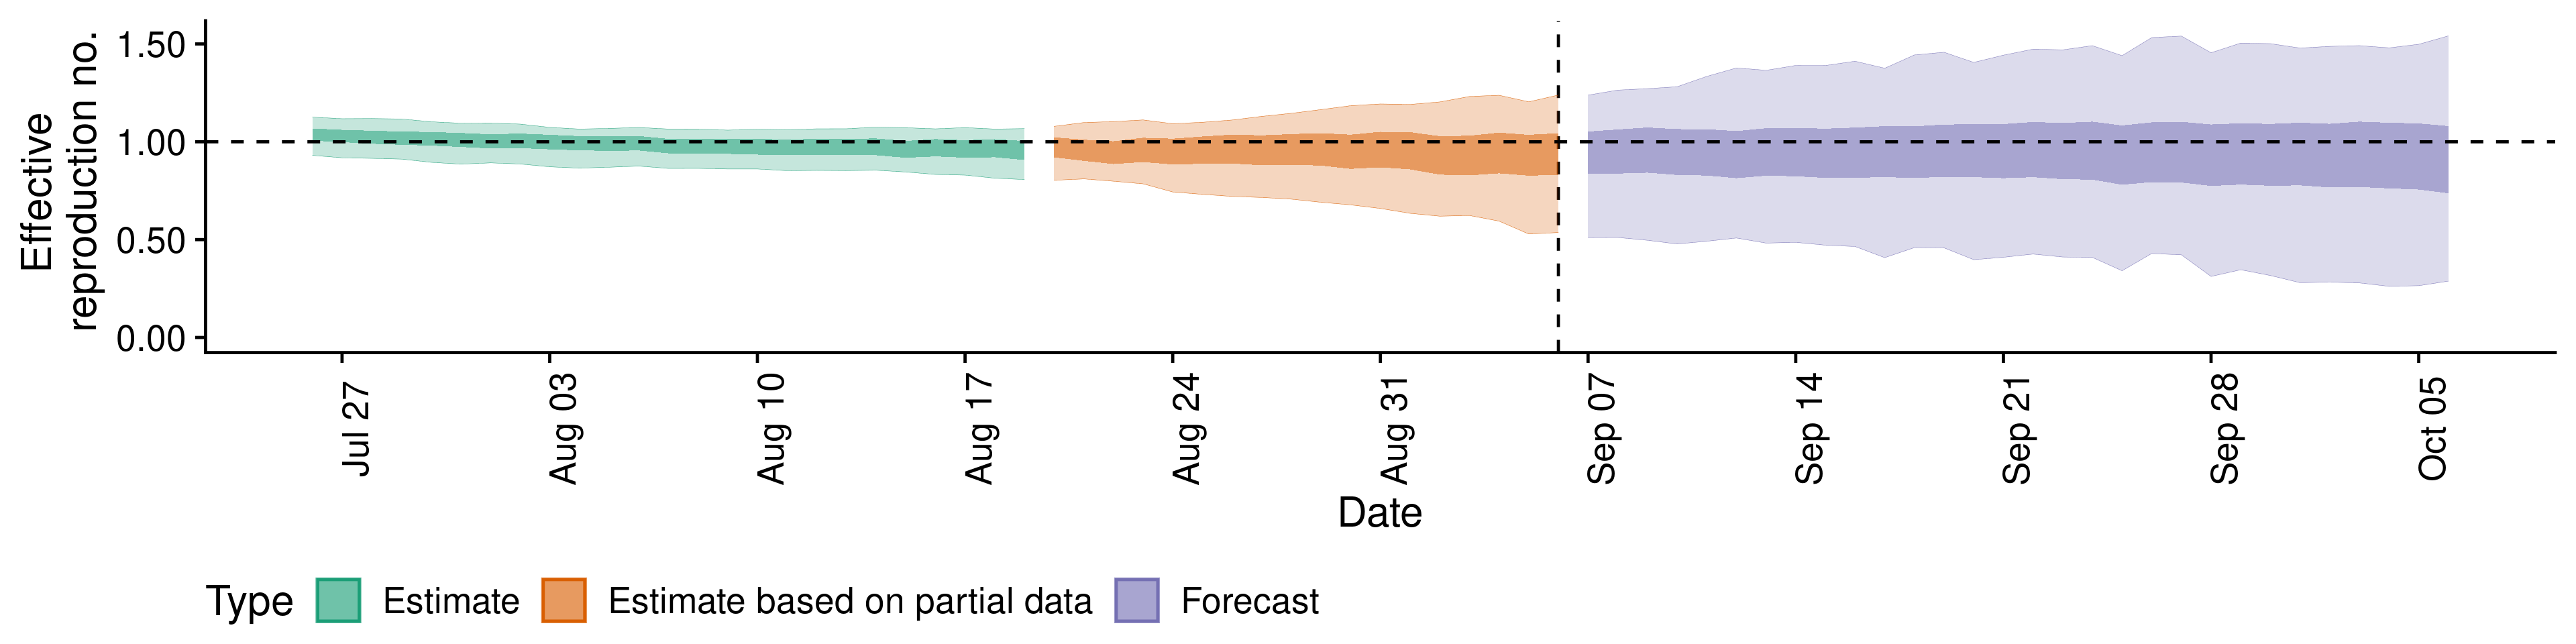 Effective
reproduction no.
1.50
1.00
0.50
0.00
Jul 27
Aug 03
Aug 10
Aug 17
Aug 24
Aug 31
Sep 07
Sep 14
Sep 21
Sep 28
Oct 05
Date
Type Estimate Estimate based on partial data Forecast